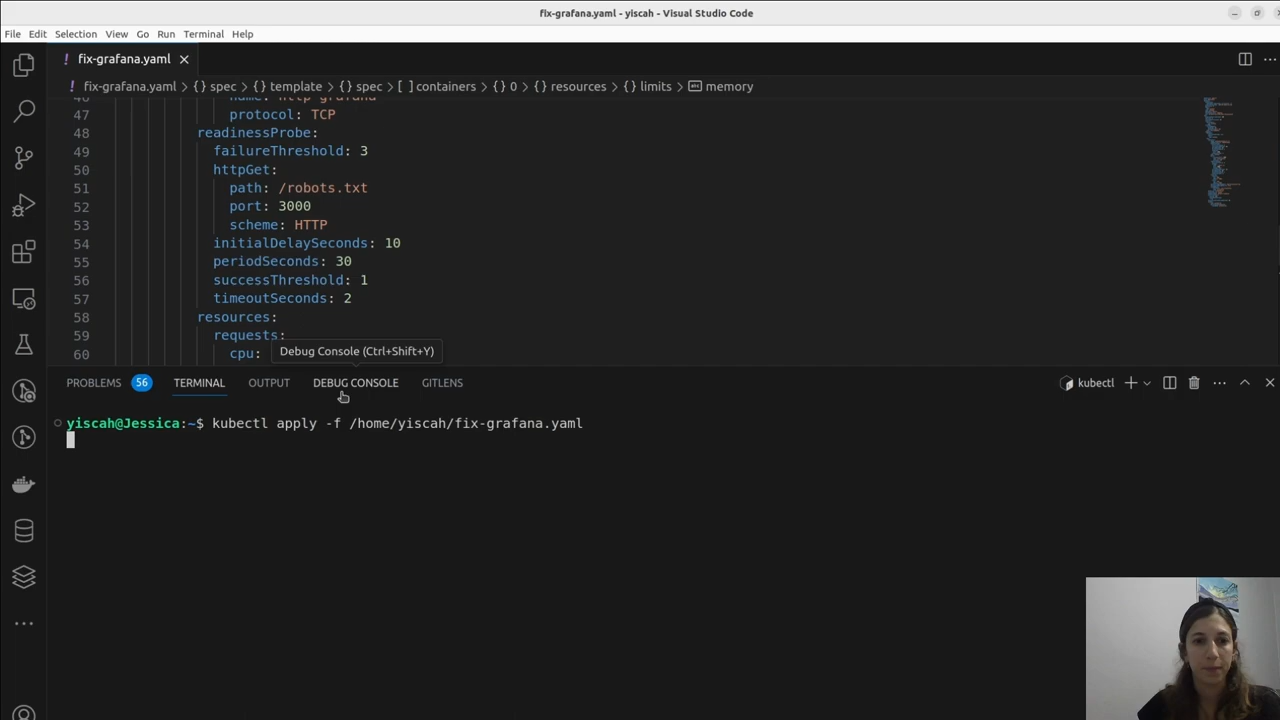 fix-grafana.yaml - yiscah - Visual Studio Code
File Edit Selection View Go Run Terminal Help
! fix-grafana.yaml
! fix-grafana.yaml > {} spec > {} template > {} spec > [ ] containers > {} 0 > {} resources > {} limits > memory
46 name: http-grafana
47 protocol: TCP
48 readinessProbe:
49 failureThreshold: 3
50 httpGet:
51 path: /robots.txt
52 port: 3000
53 scheme: HTTP
54 initialDelaySeconds: 10
55 periodSeconds: 30
56 successThreshold: 1
57 timeoutSeconds: 2
58 resources:
59 requests:
60 cpu:
Debug Console (Ctrl+Shift+Y)
PROBLEMS 56 TERMINAL OUTPUT DEBUG CONSOLE GITLENS kubectl
yiscah@Jessica:~$ kubectl apply -f /home/yiscah/fix-grafana.yaml